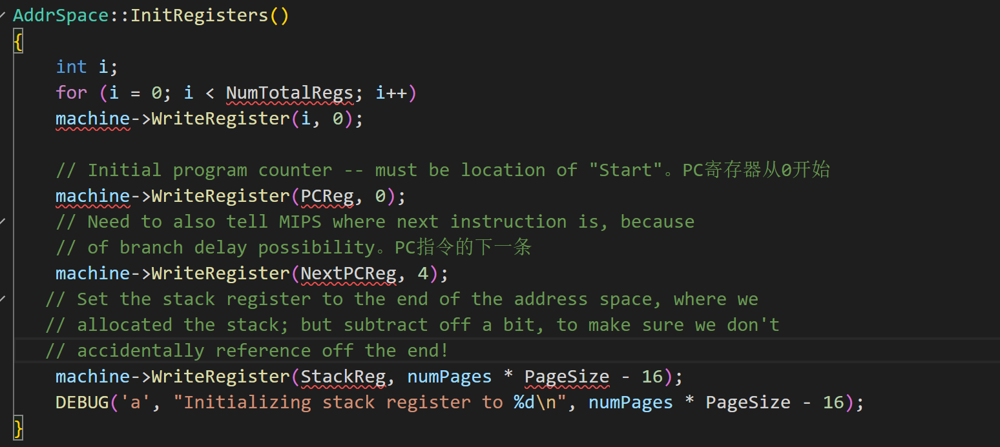 AddrSpace::InitRegisters()
{
int i;
for (i = 0; i < NumTotalRegs; i++)
machine->WriteRegister(i, 0);
// Initial program counter -- must be location of "Start"。PC寄存器从0开始
machine->WriteRegister(PCReg, 0);
// Need to also tell MIPS where next instruction is, because
// of branch delay possibility。PC指令的下一条
machine->WriteRegister(NextPCReg, 4);
// Set the stack register to the end of the address space, where we
// allocated the stack; but subtract off a bit, to make sure we don't
// accidentally reference off the end!
machine->WriteRegister(StackReg, numPages * PageSize - 16);
DEBUG('a', "Initializing stack register to %d\n", numPages * PageSize - 16);
}